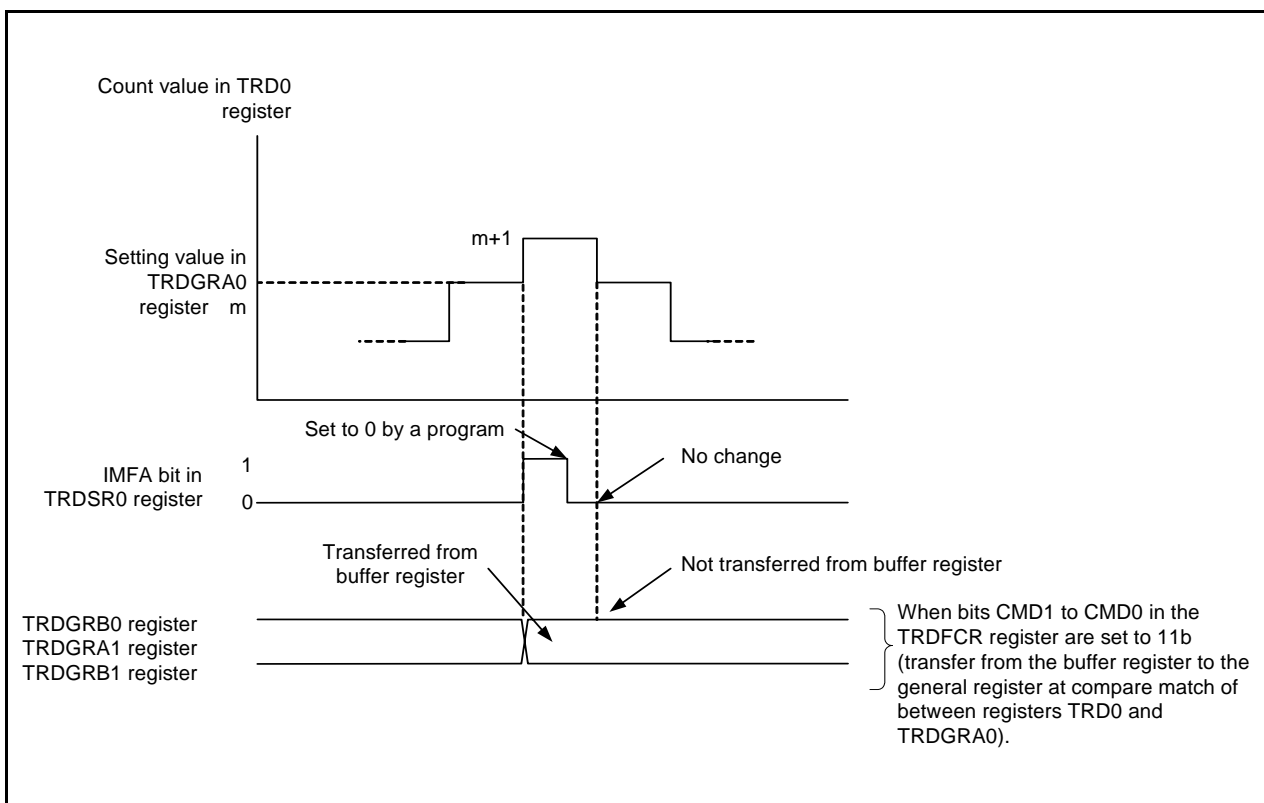 Count value in TRD0
register
m+1
Setting value in
TRDGRA0
register m
Set to 0 by a program
No change
IMFA bit in
TRDSR0 register
1
0
Transferred from
buffer register
Not transferred from buffer register
TRDGRB0 register
TRDGRA1 register
TRDGRB1 register
When bits CMD1 to CMD0 in the
TRDFCR register are set to 11b
(transfer from the buffer register to the
general register at compare match of
between registers TRD0 and
TRDGRA0).